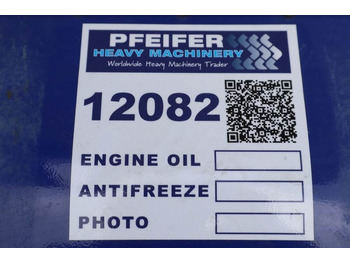 PFEIFER
HEAVY MACHINERY
Worldwide Heavy Machinery Trader
12082
ENGINE OIL
ANTIFREEZE
PHOTO